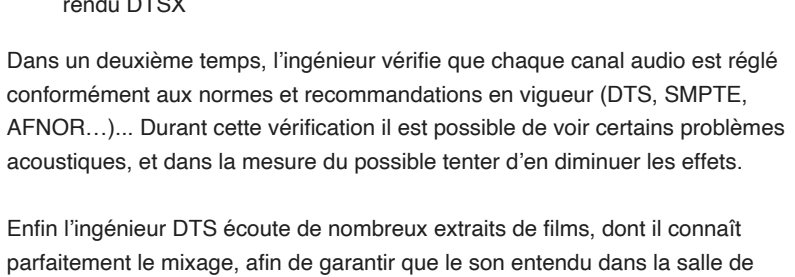 rendu DTSX
Dans un deuxième temps, l’ingénieur vérifie que chaque canal audio est réglé
conformément aux normes et recommandations en vigueur (DTS, SMPTE,
AFNOR…)... Durant cette vérification il est possible de voir certains problèmes
acoustiques, et dans la mesure du possible tenter d’en diminuer les effets.
Enfin l’ingénieur DTS écoute de nombreux extraits de films, dont il connaît
parfaitement le mixage, afin de garantir que le son entendu dans la salle de